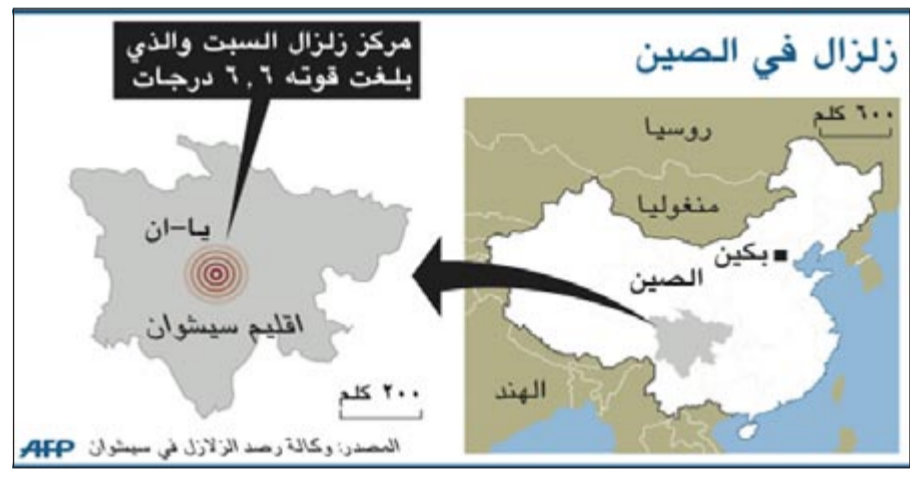 زلزال في الصين
مركز زلزال السبت والذي
بلغت قوته ٦,٦ درجات
٦٠٠ كلم
روسيا
منغوليا
بكين
الصين
الهند
يا-ان
اقليم سيشوان
٢٠٠ كلم
المصدر: وكالة رصد الزلازل في سيشوان AFP